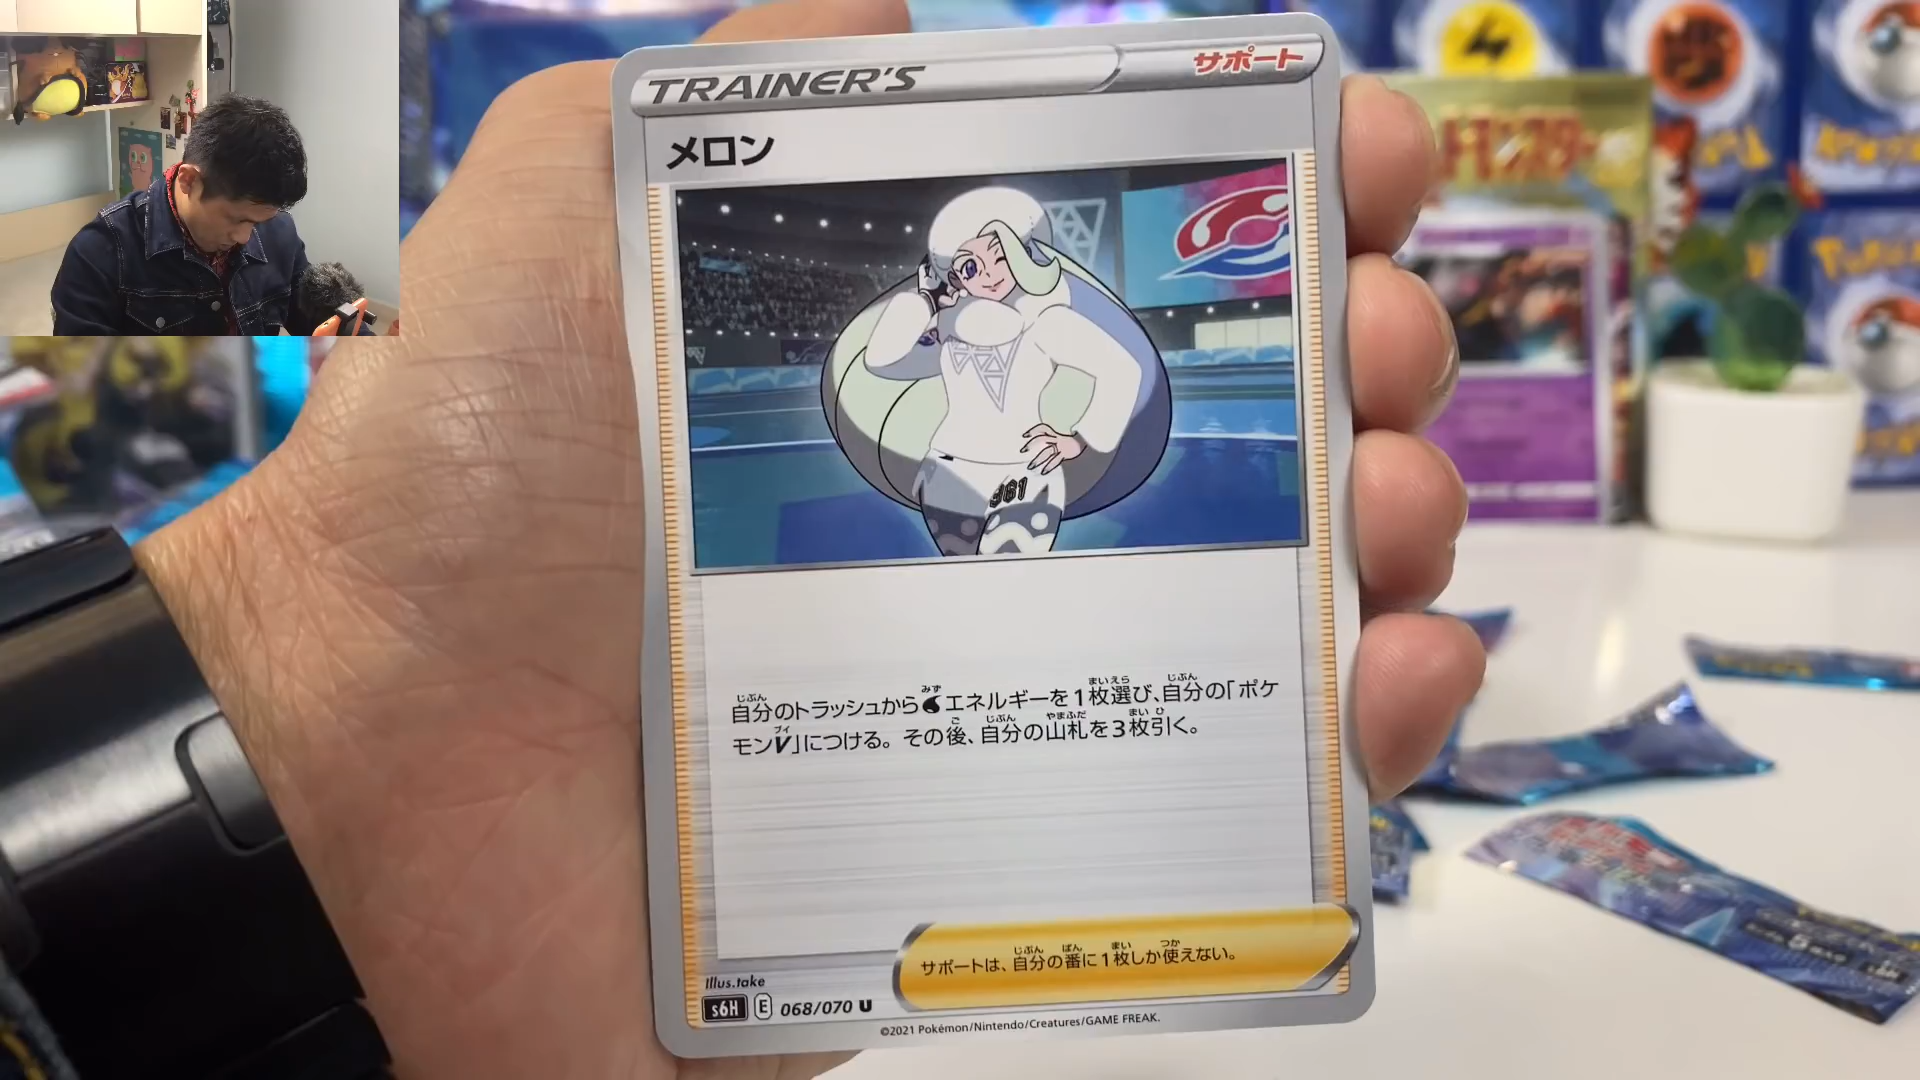 TRAINER'S
サポート
メロン
961
自分のトラッシュからエネルギーを1枚選び、自分の「ポケ
モンV」につける。その後、自分の山札を3枚引く。
サポートは、自分の番に1枚しか使えない。
Illus.take
s6H E 068/070 U
©2021 Pokémon/Nintendo/Creatures/GAME FREAK.